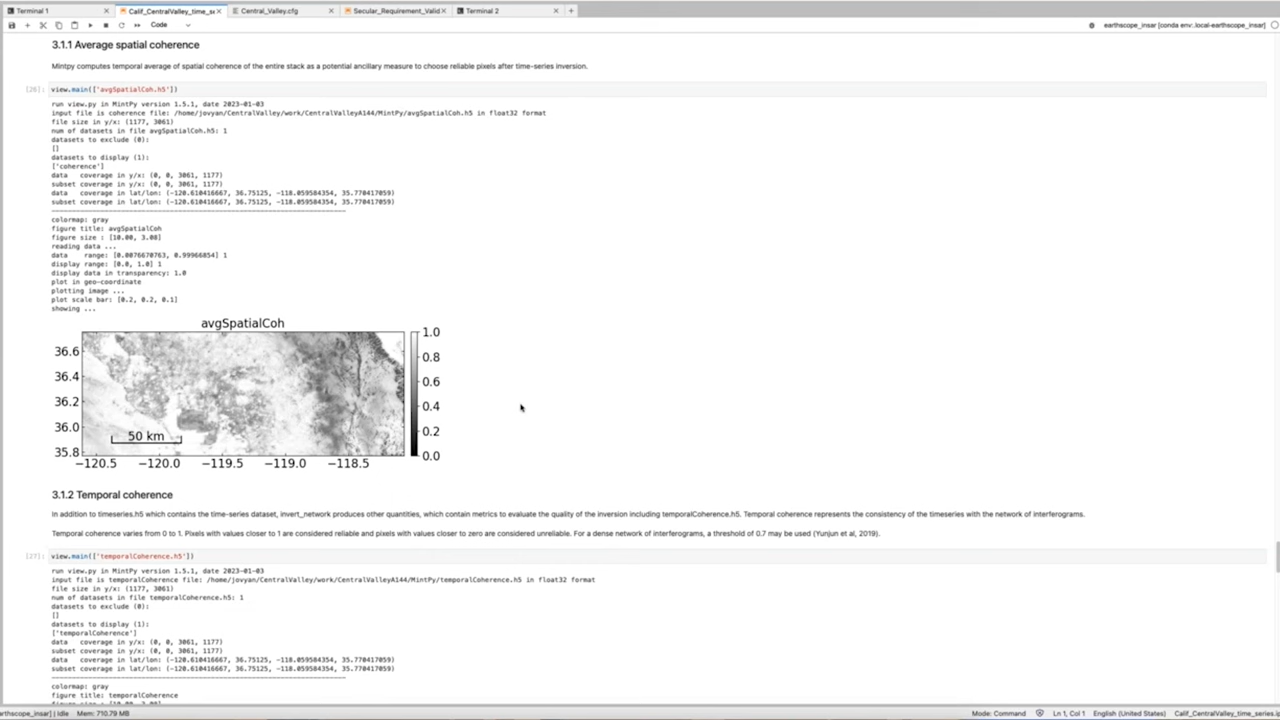 Terminal 1 × Calif_CentralValley_time_se × Central_Valley.cfg × Secular_Requirement_Valid × Terminal 2 × +
Code
earthscope_insar [conda env:.local-earthscope_insar]
3.1.1 Average spatial coherence
Mintpy computes temporal average of spatial coherence of the entire stack as a potential ancillary measure to choose reliable pixels after time-series inversion.
[26]: view.main(['avgSpatialCoh.h5'])
run view.py in MintPy version 1.5.1, date 2023-01-03
input file is coherence file: /home/jovyan/CentralValley/work/CentralValleyA144/MintPy/avgSpatialCoh.h5 in float32 format
file size in y/x: (1177, 3061)
num of datasets in file avgSpatialCoh.h5: 1
datasets to exclude (0):
[]
datasets to display (1):
['coherence']
data   coverage in y/x: (0, 0, 3061, 1177)
subset coverage in y/x: (0, 0, 3061, 1177)
data   coverage in lat/lon: (-120.610416667, 36.75125, -118.059584354, 35.770417059)
subset coverage in lat/lon: (-120.610416667, 36.75125, -118.059584354, 35.770417059)
colormap: gray
figure title: avgSpatialCoh
figure size : [10.00, 3.08]
reading data ...
data    range: [0.0076670763, 0.99966854] 1
display range: [0.0, 1.0] 1
display data in transparency: 1.0
plot in geo-coordinate
plotting image ...
plot scale bar: [0.2, 0.2, 0.1]
showing ...
avgSpatialCoh
36.6
36.4
36.2
36.0
35.8
50 km
−120.5 −120.0 −119.5 −119.0 −118.5
1.0
0.8
0.6
0.4
0.2
0.0
3.1.2 Temporal coherence
In addition to timeseries.h5 which contains the time-series dataset, invert_network produces other quantities, which contain metrics to evaluate the quality of the inversion including temporalCoherence.h5. Temporal coherence represents the consistency of the timeseries with the network of interferograms.
Temporal coherence varies from 0 to 1. Pixels with values closer to 1 are considered reliable and pixels with values closer to zero are considered unreliable. For a dense network of interferograms, a threshold of 0.7 may be used (Yunjun et al, 2019).
[27]: view.main(['temporalCoherence.h5'])
run view.py in MintPy version 1.5.1, date 2023-01-03
input file is temporalCoherence file: /home/jovyan/CentralValley/work/CentralValleyA144/MintPy/temporalCoherence.h5 in float32 format
file size in y/x: (1177, 3061)
num of datasets in file temporalCoherence.h5: 1
datasets to exclude (0):
[]
datasets to display (1):
['temporalCoherence']
data   coverage in y/x: (0, 0, 3061, 1177)
subset coverage in y/x: (0, 0, 3061, 1177)
data   coverage in lat/lon: (-120.610416667, 36.75125, -118.059584354, 35.770417059)
subset coverage in lat/lon: (-120.610416667, 36.75125, -118.059584354, 35.770417059)
colormap: gray
figure title: temporalCoherence
earthscope_insar] | Idle Mem: 710.79 MB Mode: Command Ln 1, Col 1 English (United States) Calif_CentralValley_time_series.i